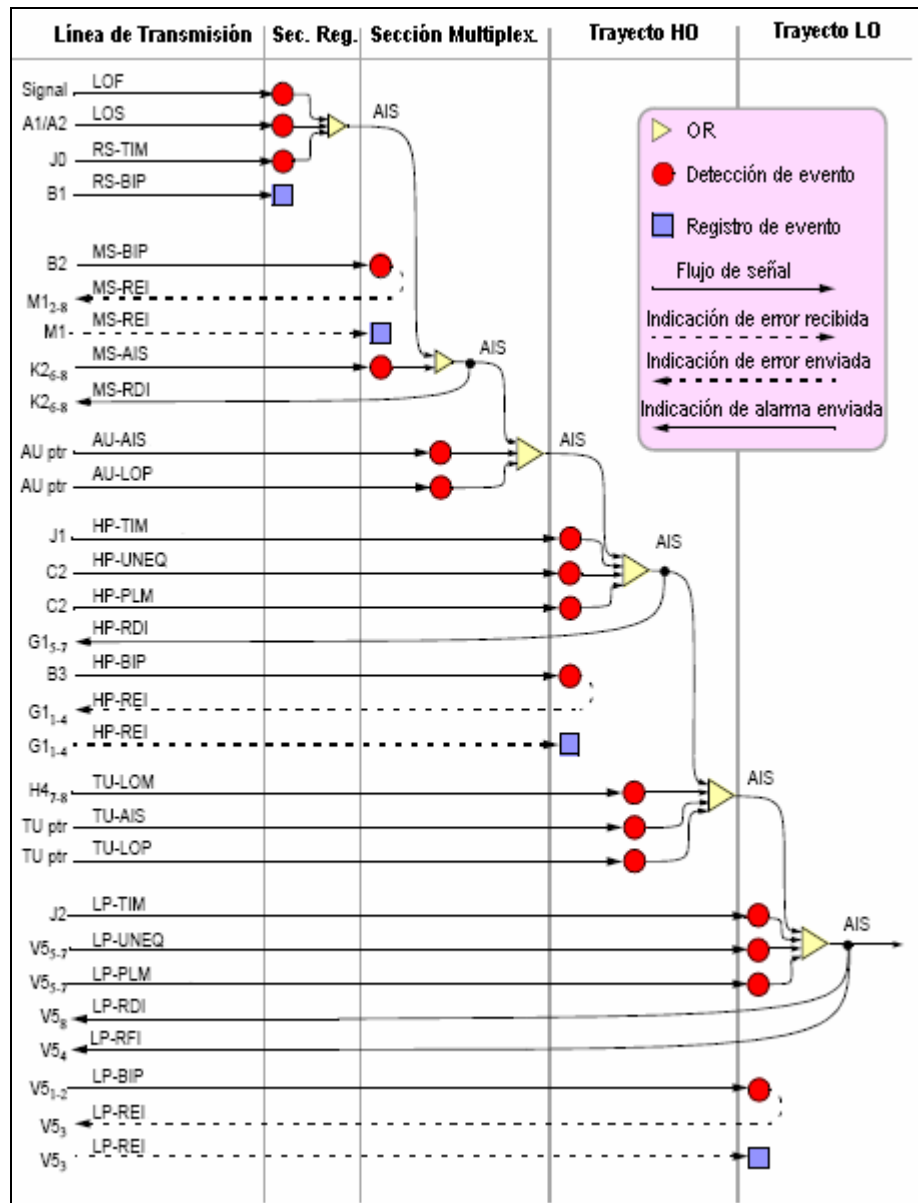 Línea de Transmisión Sec. Reg. Sección Multiplex. Trayecto HO Trayecto LO
Signal LOF
A1/A2 LOS
J0 RS-TIM
B1 RS-BIP
AIS
B2 MS-BIP
M1₂₋₈ MS-REI
M1 MS-REI
K2₆₋₈ MS-AIS
AIS
K2₆₋₈ MS-RDI
AU ptr AU-AIS
AIS
AU ptr AU-LOP
J1 HP-TIM
AIS
C2 HP-UNEQ
C2 HP-PLM
G1₅₋₇ HP-RDI
B3 HP-BIP
G1₁₋₄ HP-REI
G1₁₋₄ HP-REI
H4₇₋₈ TU-LOM
AIS
TU ptr TU-AIS
TU ptr TU-LOP
J2 LP-TIM
AIS
V5₅₋₇ LP-UNEQ
V5₅₋₇ LP-PLM
V5₈ LP-RDI
V5₄ LP-RFI
V5₁₋₂ LP-BIP
V5₃ LP-REI
V5₃ LP-REI
OR
Detección de evento
Registro de evento
Flujo de señal
Indicación de error recibida
Indicación de error enviada
Indicación de alarma enviada